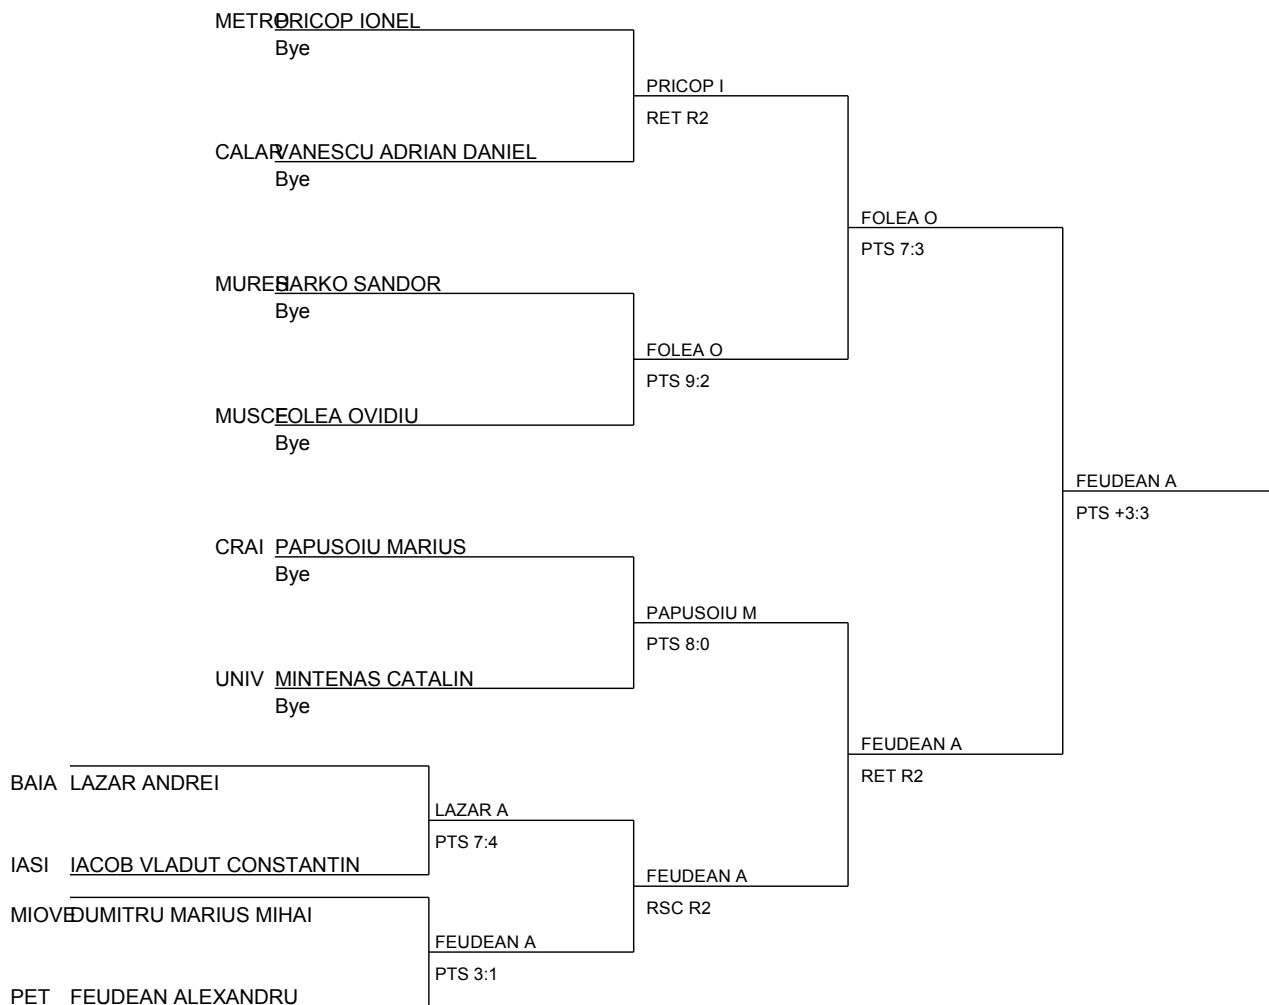 METRO PRICOP IONEL
Bye
PRICOP I
RET R2
CALAR VANESCU ADRIAN DANIEL
Bye
FOLEA O
PTS 7:3
MURES HARKO SANDOR
Bye
FOLEA O
PTS 9:2
MUSCE FOLEA OVIDIU
Bye
FEUDEAN A
PTS +3:3
CRAI PAPUSOIU MARIUS
Bye
PAPUSOIU M
PTS 8:0
UNIV MINTENAS CATALIN
Bye
FEUDEAN A
RET R2
BAIA LAZAR ANDREI
LAZAR A
PTS 7:4
IASI IACOB VLADUT CONSTANTIN
FEUDEAN A
RSC R2
MIOVE DUMITRU MARIUS MIHAI
FEUDEAN A
PTS 3:1
PET FEUDEAN ALEXANDRU